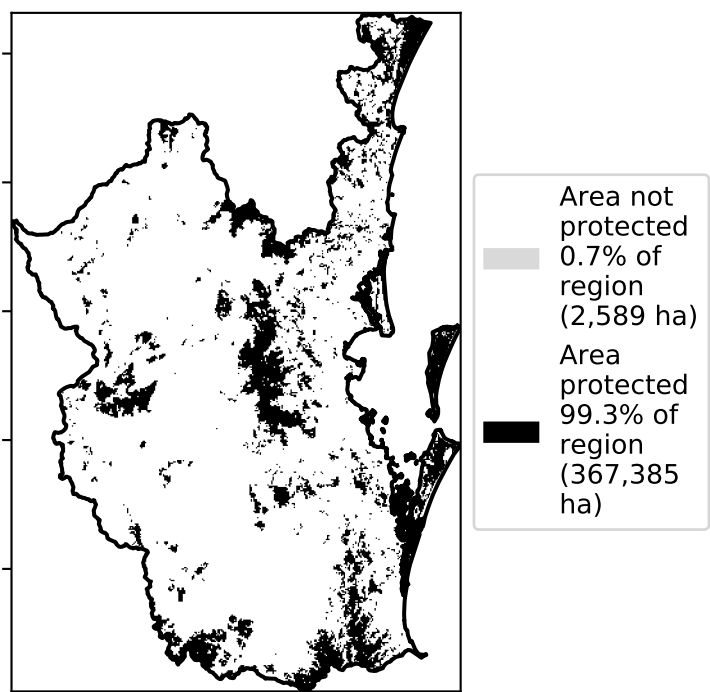 Area not
protected
0.7% of
region
(2,589 ha)
Area
protected
99.3% of
region
(367,385
ha)